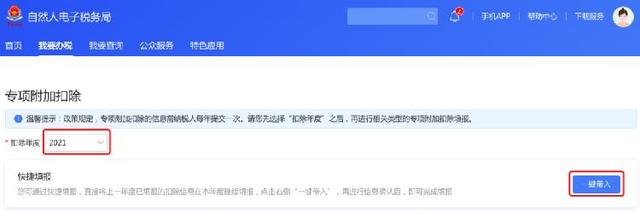 自然人电子税务局
2
手机APP 帮助中心 下载服务
首页 我要办税 我要查询 公众服务 特色应用
专项附加扣除
温馨提示：政策规定，专项附加扣除的信息需纳税人每年提交一次。请您先选择“扣除年度”之后，再进行相关类型的专项附加扣除填报。
* 扣除年度 2021
快捷填报
您可通过快捷填报，直接将上一年度已填报的扣除信息在本年度继续填报，点击右侧“一键带入”，再进行信息确认后，即可完成填报
一键带入